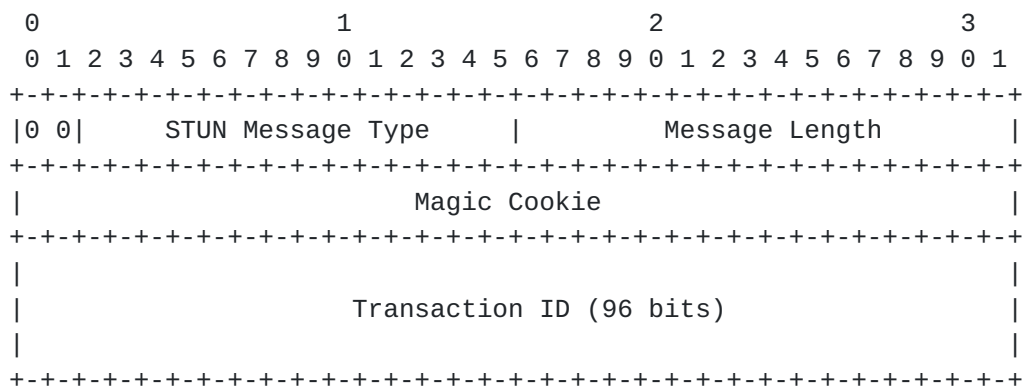 0                   1                   2                   3
 0 1 2 3 4 5 6 7 8 9 0 1 2 3 4 5 6 7 8 9 0 1 2 3 4 5 6 7 8 9 0 1
+-+-+-+-+-+-+-+-+-+-+-+-+-+-+-+-+-+-+-+-+-+-+-+-+-+-+-+-+-+-+-+-+
|0 0|     STUN Message Type     |         Message Length        |
+-+-+-+-+-+-+-+-+-+-+-+-+-+-+-+-+-+-+-+-+-+-+-+-+-+-+-+-+-+-+-+-+
|                         Magic Cookie                          |
+-+-+-+-+-+-+-+-+-+-+-+-+-+-+-+-+-+-+-+-+-+-+-+-+-+-+-+-+-+-+-+-+
|                                                               |
|                     Transaction ID (96 bits)                  |
|                                                               |
+-+-+-+-+-+-+-+-+-+-+-+-+-+-+-+-+-+-+-+-+-+-+-+-+-+-+-+-+-+-+-+-+